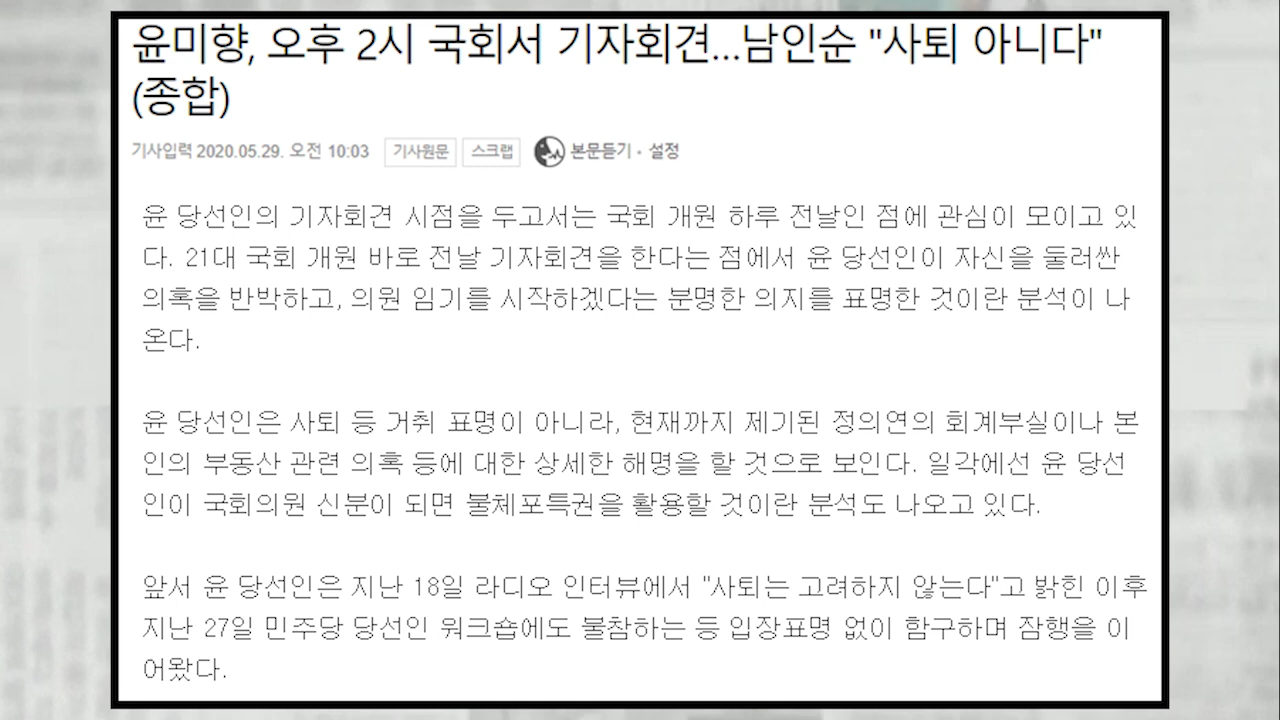 윤미향, 오후 2시 국회서 기자회견...남인순 "사퇴 아니다"
(종합)
기사입력 2020.05.29. 오전 10:03 기사원문 스크랩 본문듣기 · 설정
윤 당선인의 기자회견 시점을 두고서는 국회 개원 하루 전날인 점에 관심이 모이고 있
다. 21대 국회 개원 바로 전날 기자회견을 한다는 점에서 윤 당선인이 자신을 둘러싼
의혹을 반박하고, 의원 임기를 시작하겠다는 분명한 의지를 표명한 것이란 분석이 나
온다.
윤 당선인은 사퇴 등 거취 표명이 아니라, 현재까지 제기된 정의연의 회계부실이나 본
인의 부동산 관련 의혹 등에 대한 상세한 해명을 할 것으로 보인다. 일각에선 윤 당선
인이 국회의원 신분이 되면 불체포특권을 활용할 것이란 분석도 나오고 있다.
앞서 윤 당선인은 지난 18일 라디오 인터뷰에서 "사퇴는 고려하지 않는다"고 밝힌 이후
지난 27일 민주당 당선인 워크숍에도 불참하는 등 입장표명 없이 함구하며 잠행을 이
어왔다.